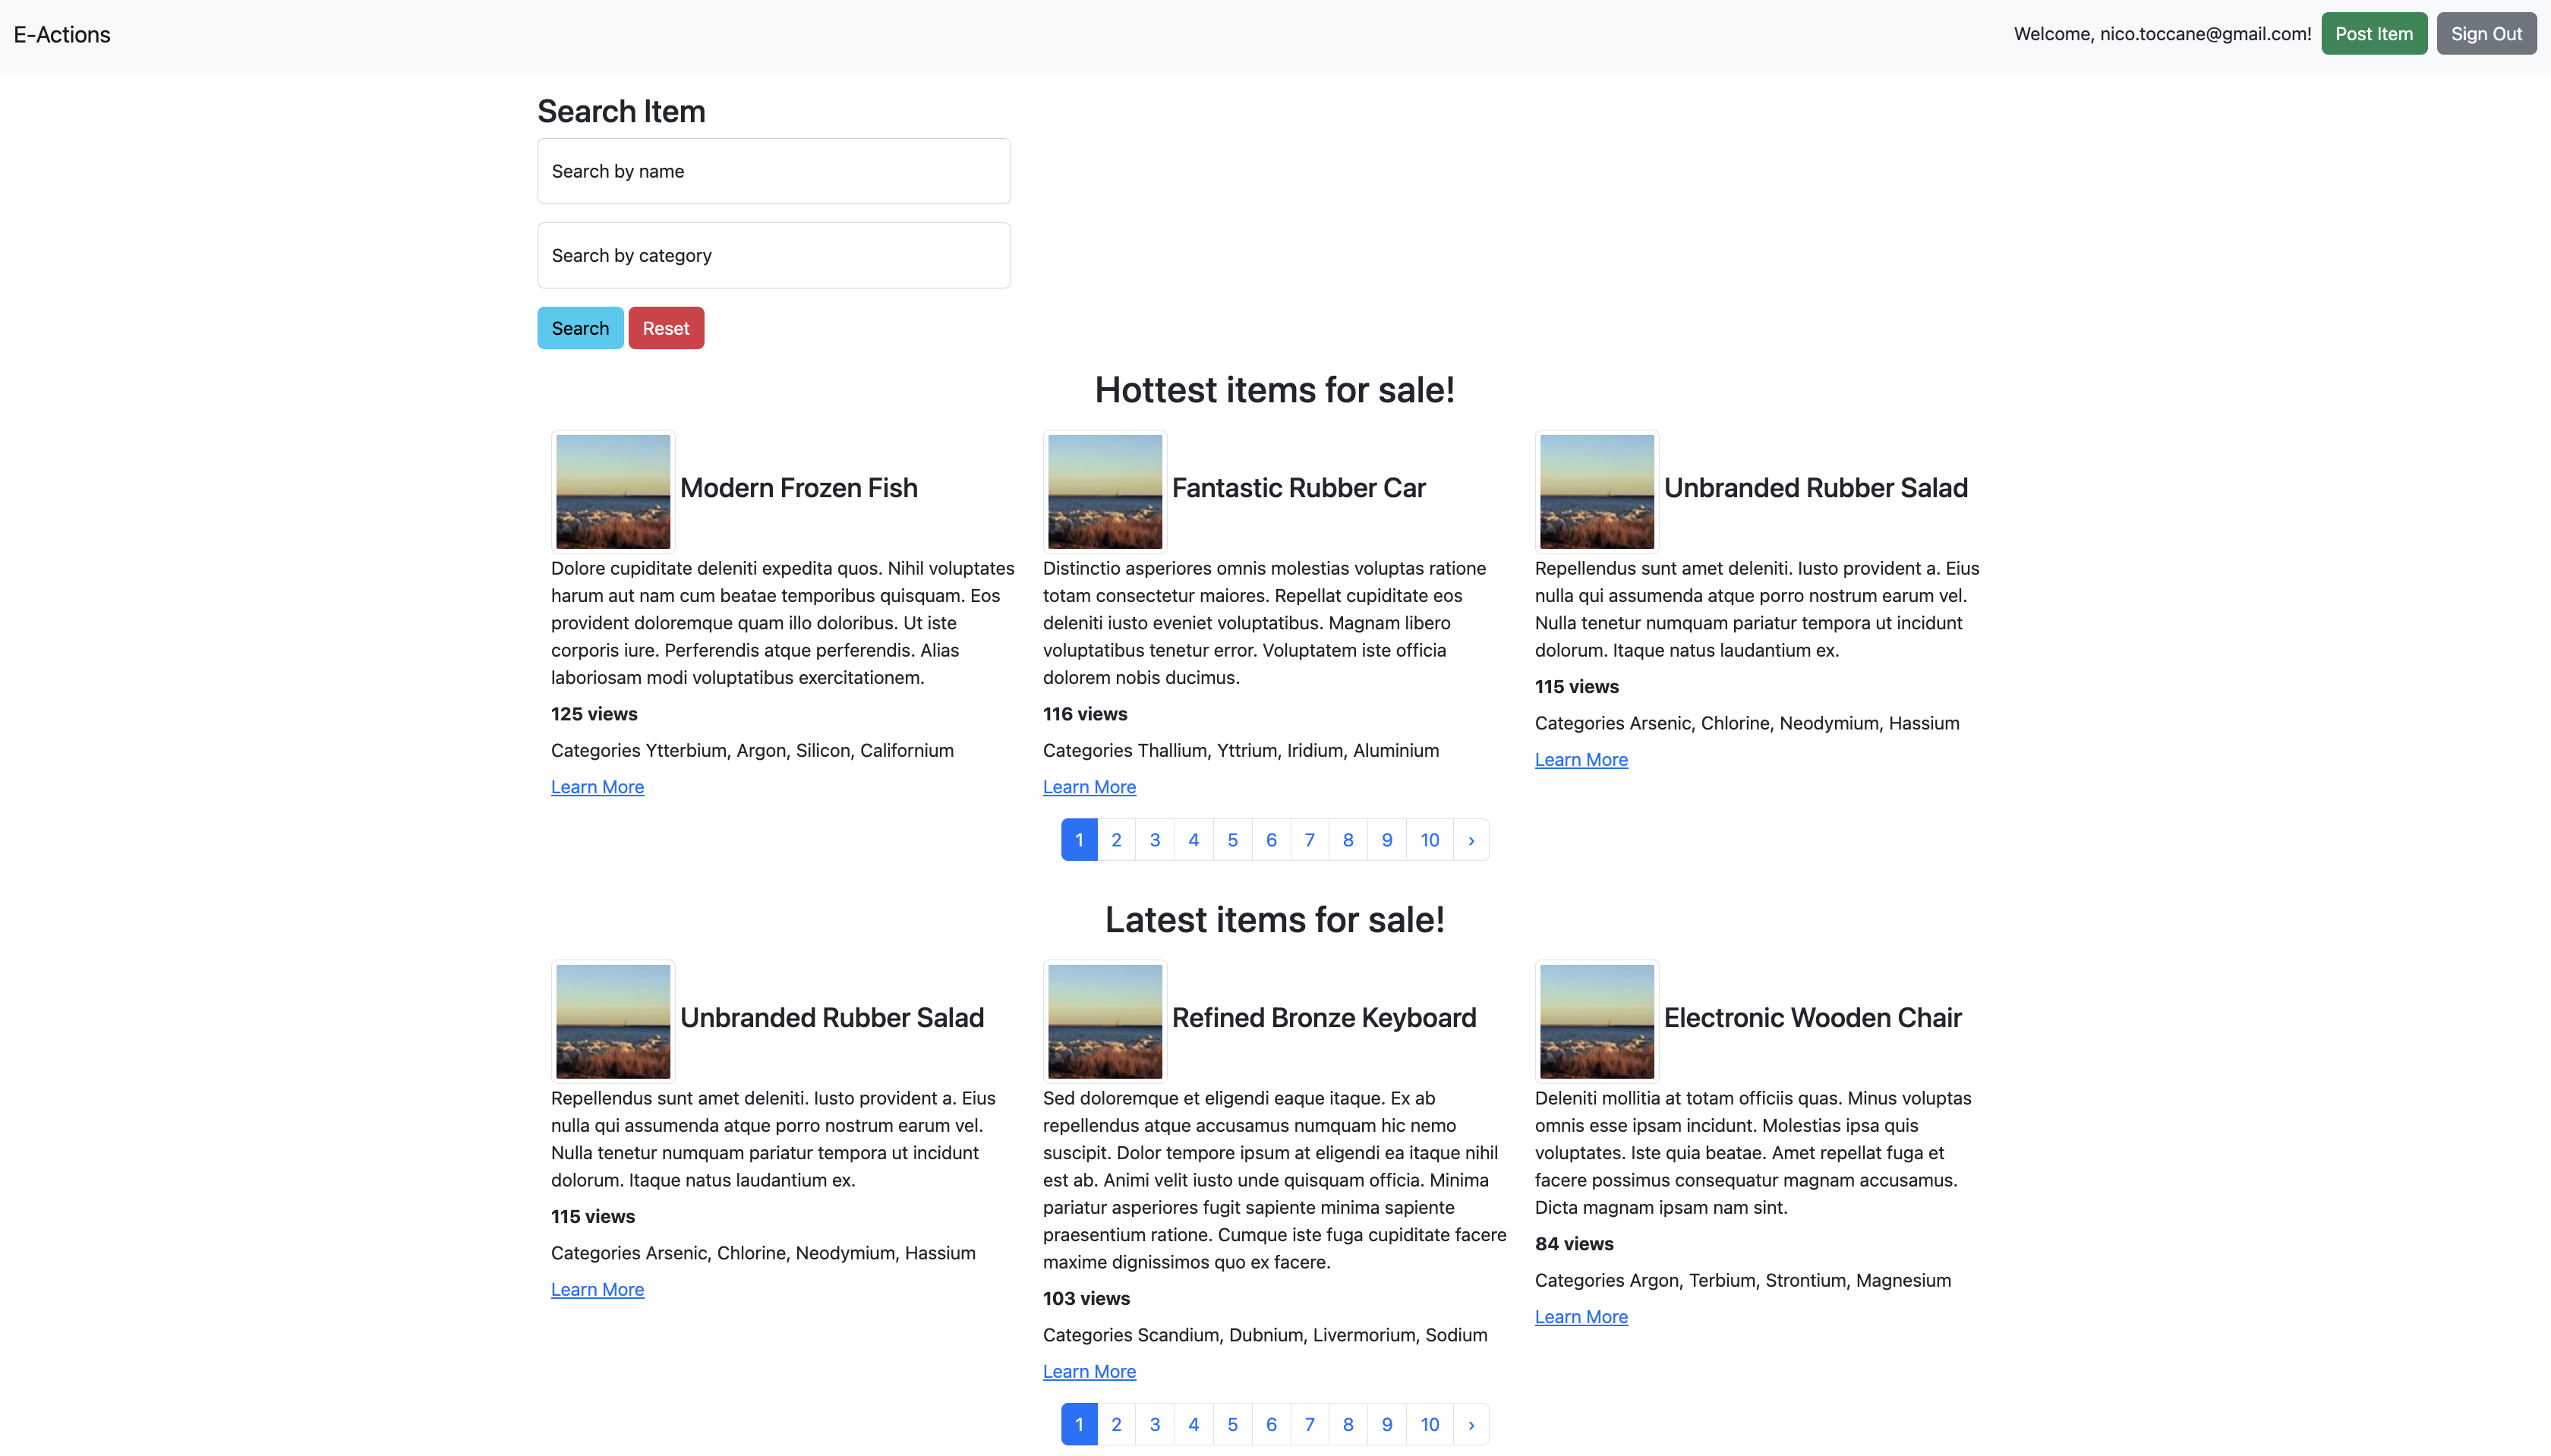 E-Actions
Welcome, nico.toccane@gmail.com!
Post Item
Sign Out
Search Item
Search by name
Search by category
Search
Reset
Hottest items for sale!
Modern Frozen Fish
Dolore cupiditate deleniti expedita quos. Nihil voluptates
harum aut nam cum beatae temporibus quisquam. Eos
provident doloremque quam illo doloribus. Ut iste
corporis iure. Perferendis atque perferendis. Alias
laboriosam modi voluptatibus exercitationem.
125 views
Categories Ytterbium, Argon, Silicon, Californium
Learn More
Fantastic Rubber Car
Distinctio asperiores omnis molestias voluptas ratione
totam consectetur maiores. Repellat cupiditate eos
deleniti iusto eveniet voluptatibus. Magnam libero
voluptatibus tenetur error. Voluptatem iste officia
dolorem nobis ducimus.
116 views
Categories Thallium, Yttrium, Iridium, Aluminium
Learn More
Unbranded Rubber Salad
Repellendus sunt amet deleniti. Iusto provident a. Eius
nulla qui assumenda atque porro nostrum earum vel.
Nulla tenetur numquam pariatur tempora ut incidunt
dolorum. Itaque natus laudantium ex.
115 views
Categories Arsenic, Chlorine, Neodymium, Hassium
Learn More
1 2 3 4 5 6 7 8 9 10 ›
Latest items for sale!
Unbranded Rubber Salad
Repellendus sunt amet deleniti. Iusto provident a. Eius
nulla qui assumenda atque porro nostrum earum vel.
Nulla tenetur numquam pariatur tempora ut incidunt
dolorum. Itaque natus laudantium ex.
115 views
Categories Arsenic, Chlorine, Neodymium, Hassium
Learn More
Refined Bronze Keyboard
Sed doloremque et eligendi eaque itaque. Ex ab
repellendus atque accusamus numquam hic nemo
suscipit. Dolor tempore ipsum at eligendi ea itaque nihil
est ab. Animi velit iusto unde quisquam officia. Minima
pariatur asperiores fugit sapiente minima sapiente
praesentium ratione. Cumque iste fuga cupiditate facere
maxime dignissimos quo ex facere.
103 views
Categories Scandium, Dubnium, Livermorium, Sodium
Learn More
Electronic Wooden Chair
Deleniti mollitia at totam officiis quas. Minus voluptas
omnis esse ipsam incidunt. Molestias ipsa quis
voluptates. Iste quia beatae. Amet repellat fuga et
facere possimus consequatur magnam accusamus.
Dicta magnam ipsam nam sint.
84 views
Categories Argon, Terbium, Strontium, Magnesium
Learn More
1 2 3 4 5 6 7 8 9 10 ›